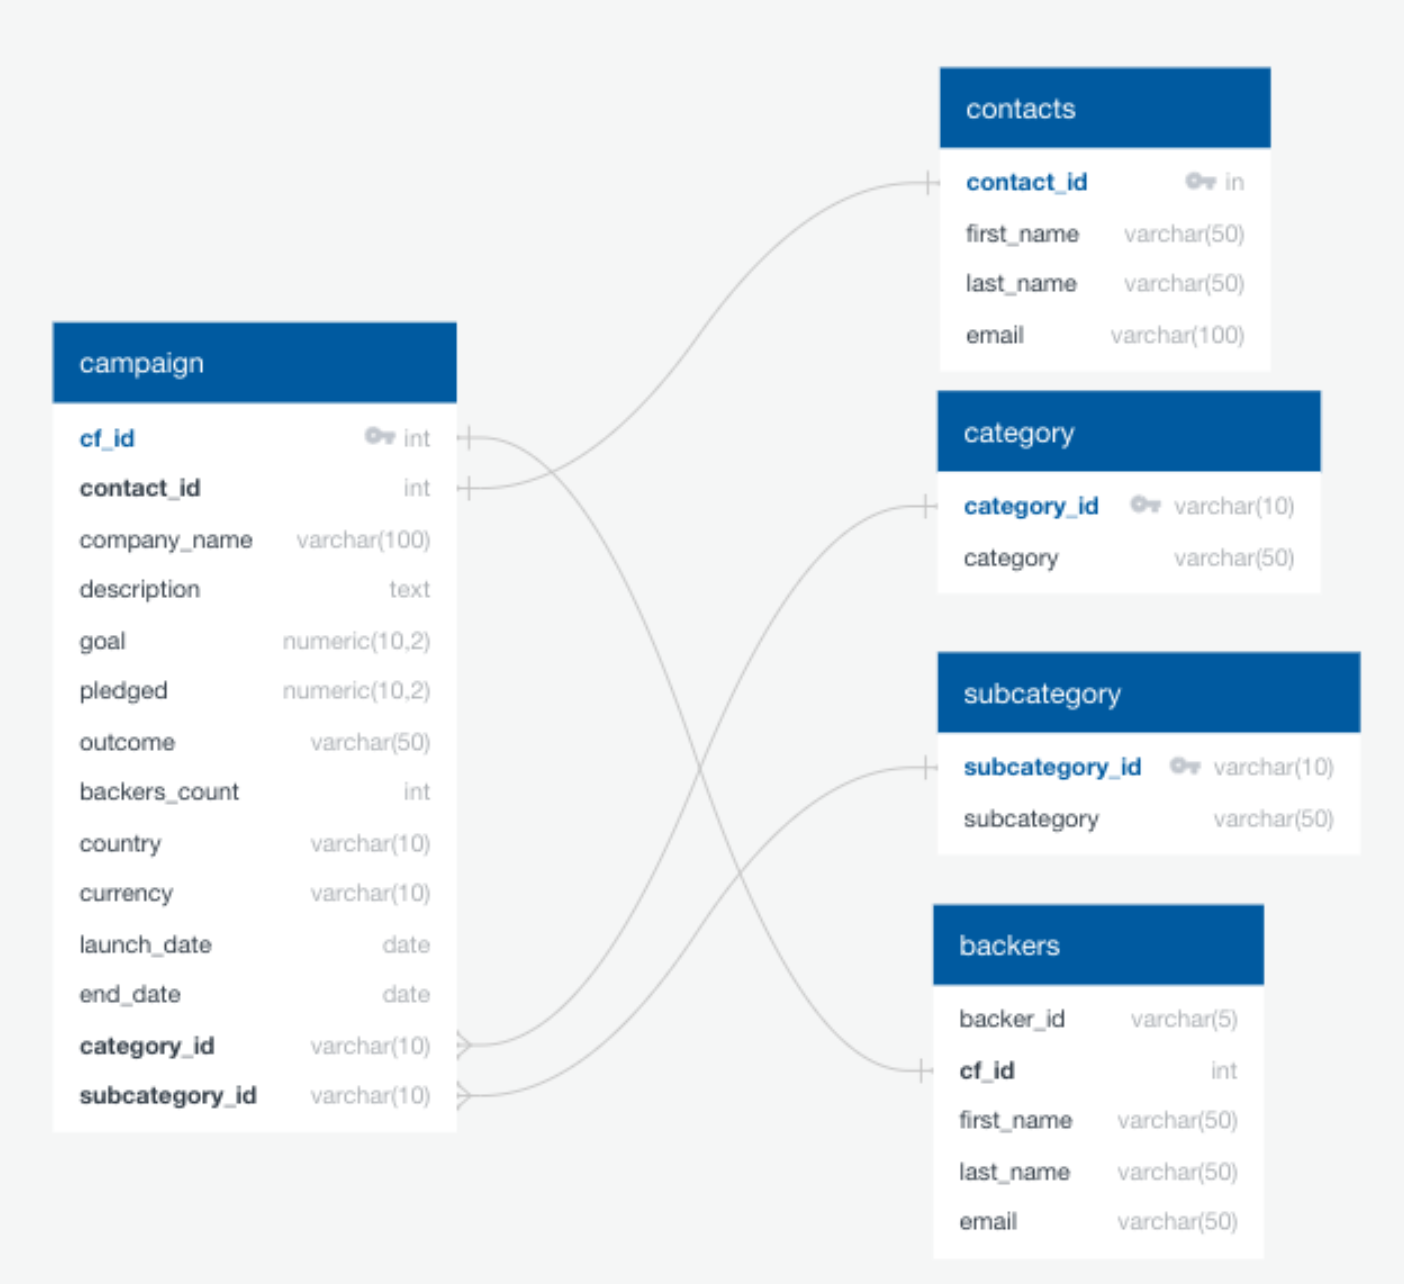 contacts
contact_id in
first_name varchar(50)
last_name varchar(50)
email varchar(100)
campaign
cf_id int
contact_id int
company_name varchar(100)
description text
goal numeric(10,2)
pledged numeric(10,2)
outcome varchar(50)
backers_count int
country varchar(10)
currency varchar(10)
launch_date date
end_date date
category_id varchar(10)
subcategory_id varchar(10)
category
category_id varchar(10)
category varchar(50)
subcategory
subcategory_id varchar(10)
subcategory varchar(50)
backers
backer_id varchar(5)
cf_id int
first_name varchar(50)
last_name varchar(50)
email varchar(50)